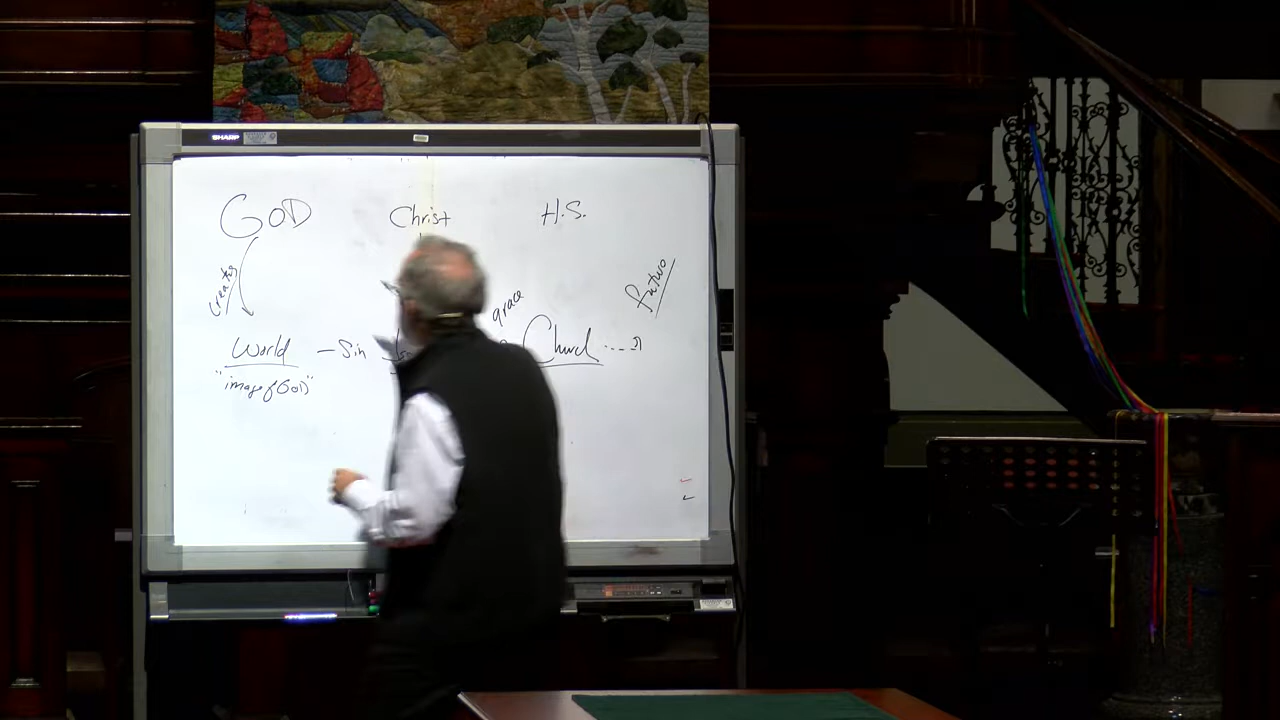 SHARP
GOD Christ H.S.
creates
grace
future
World – Sin Church
"image of GOD"